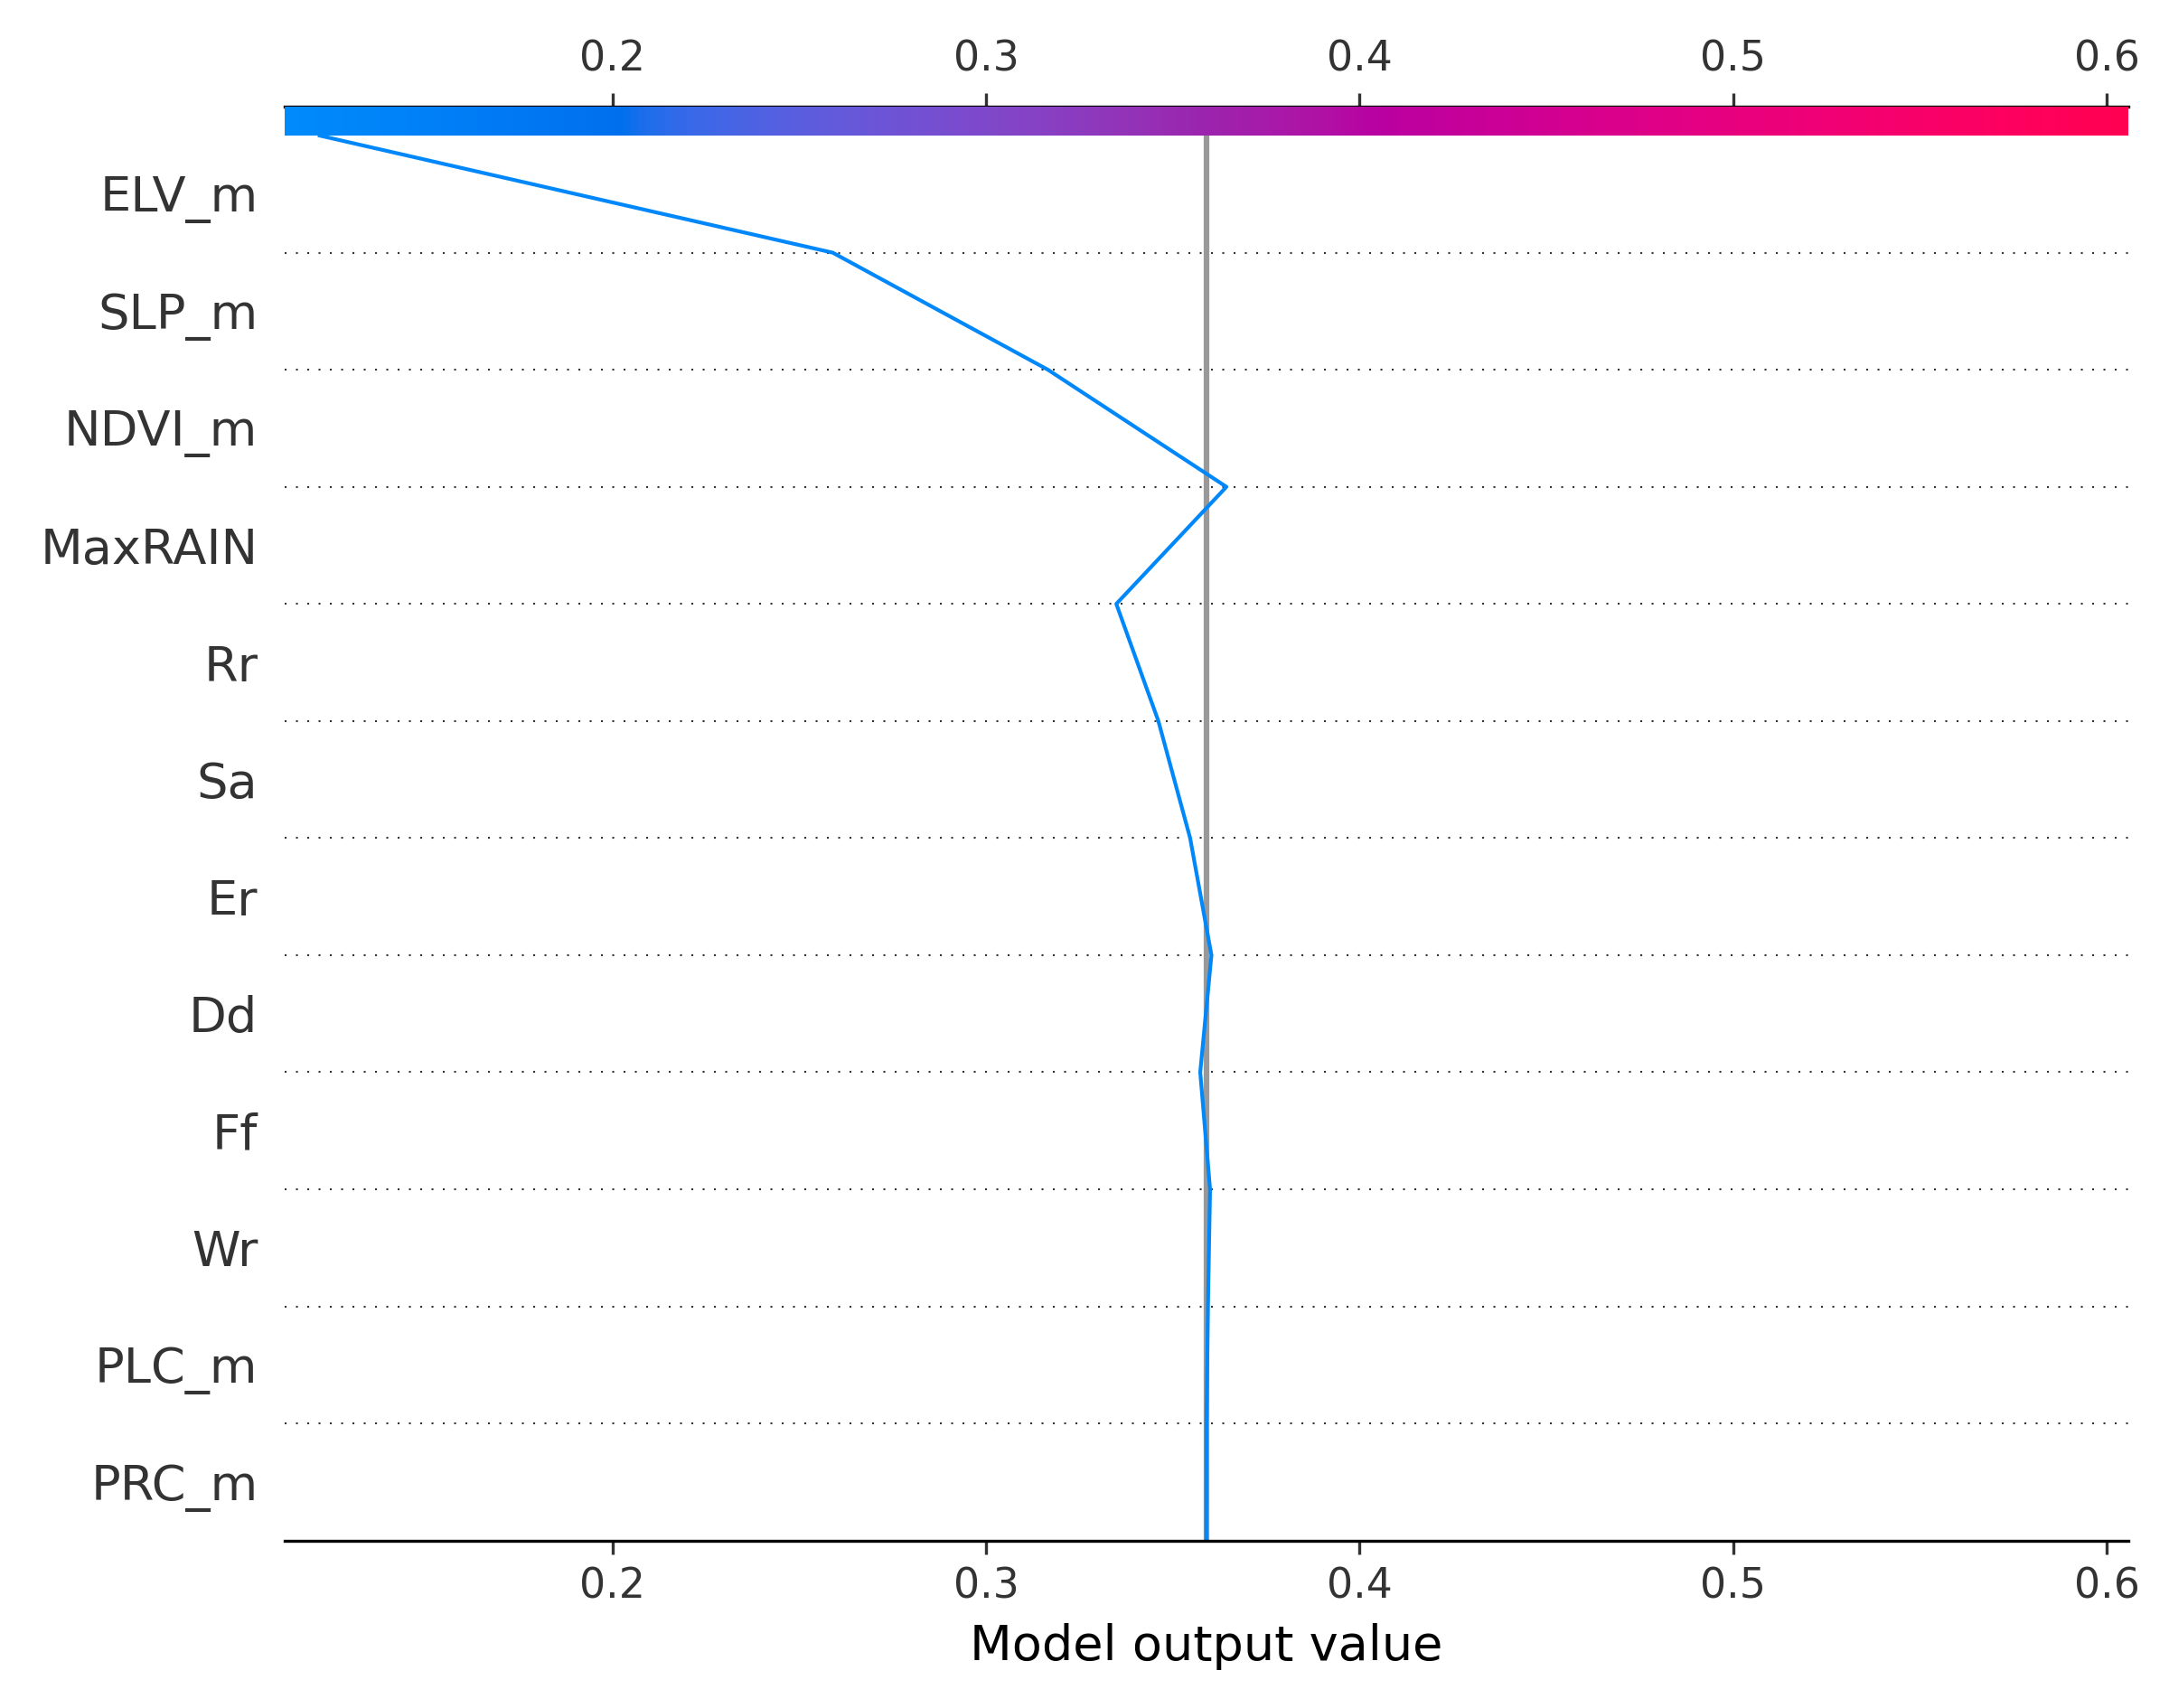 0.2 0.3 0.4 0.5 0.6
ELV_m
SLP_m
NDVI_m
MaxRAIN
Rr
Sa
Er
Dd
Ff
Wr
PLC_m
PRC_m
0.2 0.3 0.4 0.5 0.6
Model output value